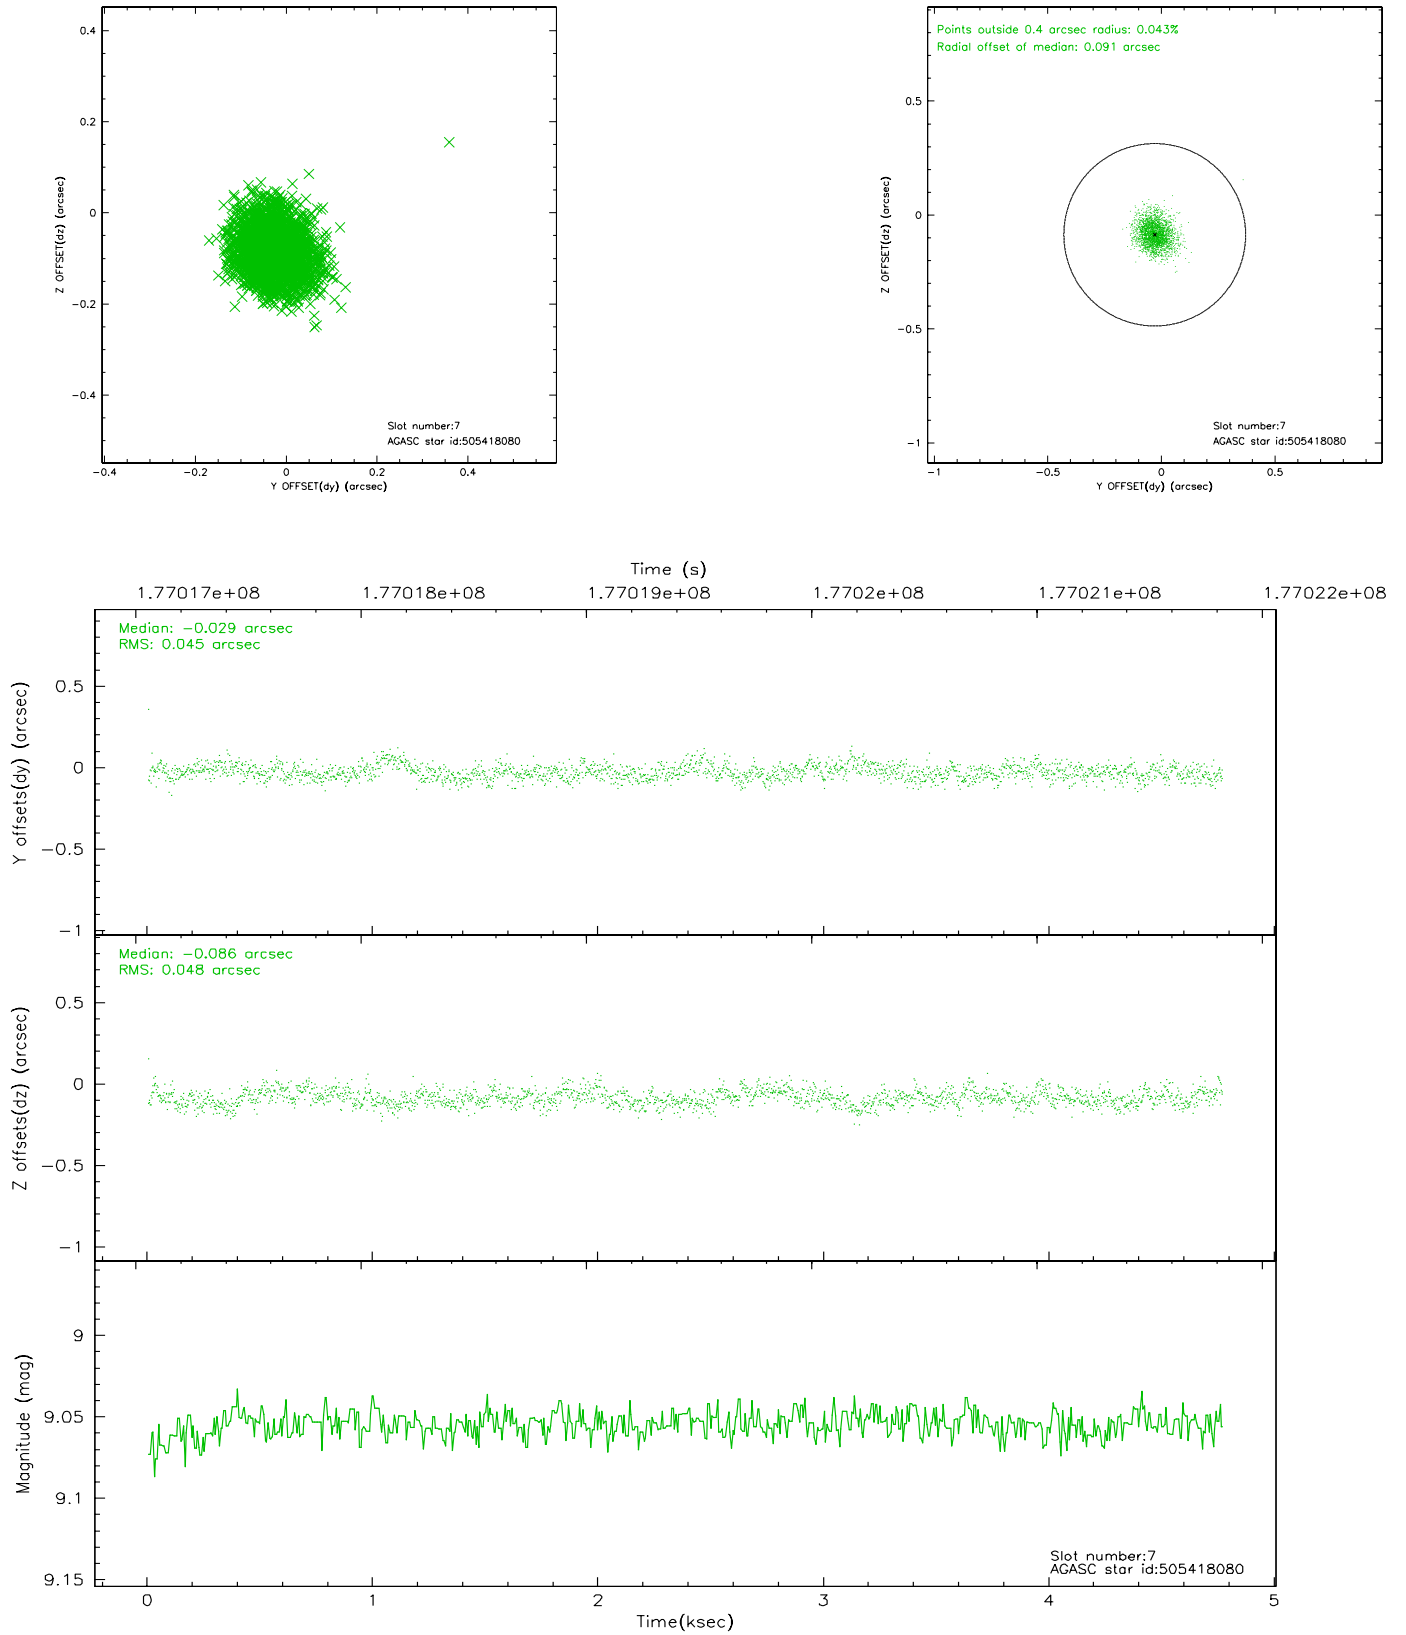 0.4
0.2
0
−0.2
−0.4
Z OFFSET(dz) (arcsec)
Slot number:7
AGASC star id:505418080
−0.4 −0.2 0 0.2 0.4
Y OFFSET(dy) (arcsec)
Points outside 0.4 arcsec radius: 0.043%
Radial offset of median: 0.091 arcsec
0.5
0
−0.5
−1
Z OFFSET(dz) (arcsec)
Slot number:7
AGASC star id:505418080
−1 −0.5 0 0.5
Y OFFSET(dy) (arcsec)
Time (s)
1.77017e+08 1.77018e+08 1.77019e+08 1.7702e+08 1.77021e+08 1.77022e+08
Median: −0.029 arcsec
RMS: 0.045 arcsec
0.5
0
−0.5
−1
Y offsets(dy) (arcsec)
Median: −0.086 arcsec
RMS: 0.048 arcsec
0.5
0
−0.5
−1
Z offsets(dz) (arcsec)
9
9.05
9.1
9.15
Magnitude (mag)
Slot number:7
AGASC star id:505418080
0 1 2 3 4 5
Time(ksec)